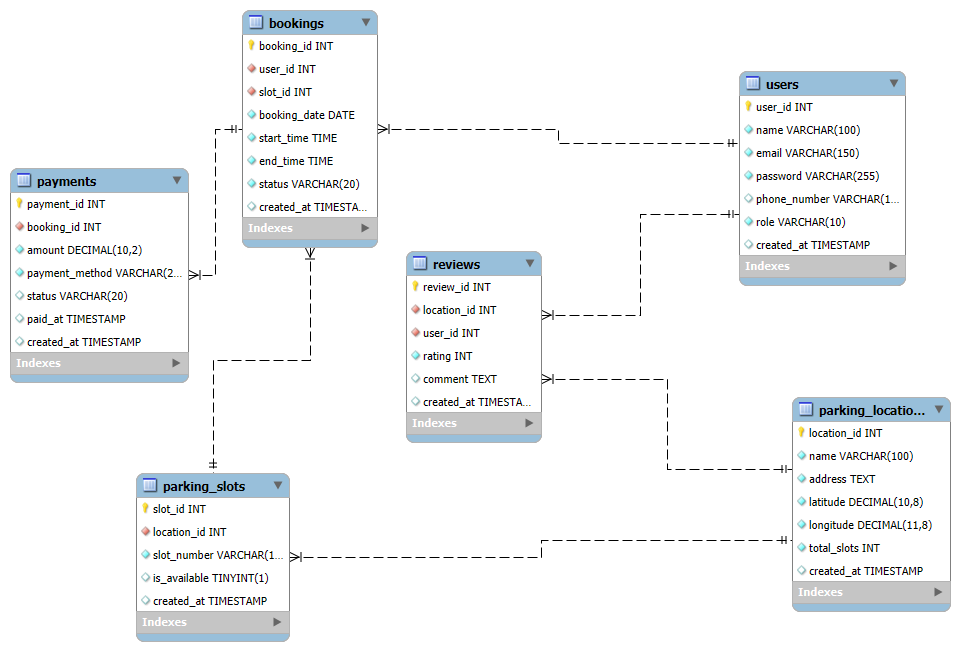 bookings
booking_id INT
user_id INT
slot_id INT
booking_date DATE
start_time TIME
end_time TIME
status VARCHAR(20)
created_at TIMESTA...
Indexes
users
user_id INT
name VARCHAR(100)
email VARCHAR(150)
password VARCHAR(255)
phone_number VARCHAR(1...
role VARCHAR(10)
created_at TIMESTAMP
Indexes
payments
payment_id INT
booking_id INT
amount DECIMAL(10,2)
payment_method VARCHAR(2...
status VARCHAR(20)
paid_at TIMESTAMP
created_at TIMESTAMP
Indexes
reviews
review_id INT
location_id INT
user_id INT
rating INT
comment TEXT
created_at TIMESTA...
Indexes
parking_locatio...
location_id INT
name VARCHAR(100)
address TEXT
latitude DECIMAL(10,8)
longitude DECIMAL(11,8)
total_slots INT
created_at TIMESTAMP
Indexes
parking_slots
slot_id INT
location_id INT
slot_number VARCHAR(1...
is_available TINYINT(1)
created_at TIMESTAMP
Indexes